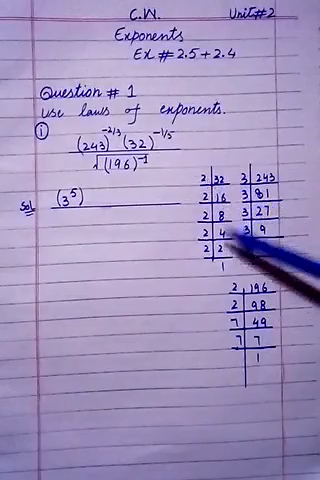 C.W. Unit#2
Exponents
Ex # 2.5 + 2.4
Question # 1
Use laws of exponents.
(i) (243)^-2/3 (32)^-1/5
√(196)^-1
Sol (3^5)
2 32 3 243
2 16 3 81
2 8 3 27
2 4 3 9
2 2
1
2 196
2 98
7 49
7 7
1